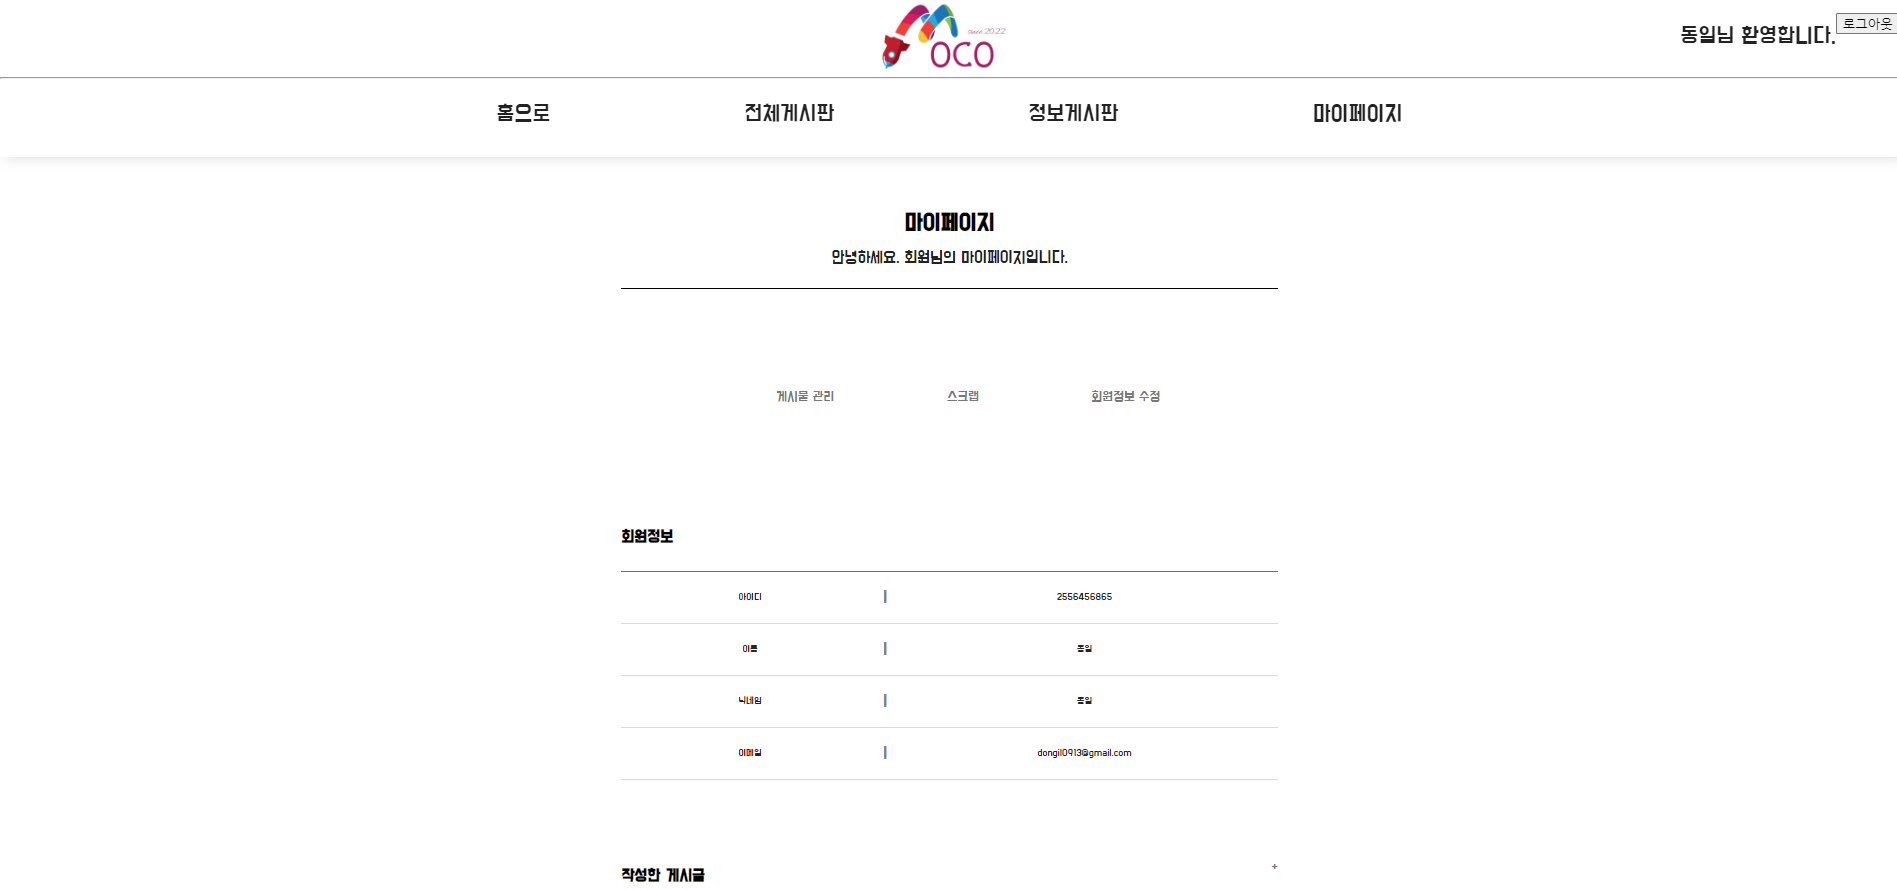 Since 2022
OCO
동일님 환영합니다.
로그아웃
홈으로 전체게시판 정보게시판 마이페이지
마이페이지
안녕하세요. 회원님의 마이페이지입니다.
게시물 관리 스크랩 회원정보 수정
회원정보
아이디 | 2556456865
이름 | 동일
닉네임 | 동일
이메일 | dongil0913@gmail.com
작성한 게시글 +